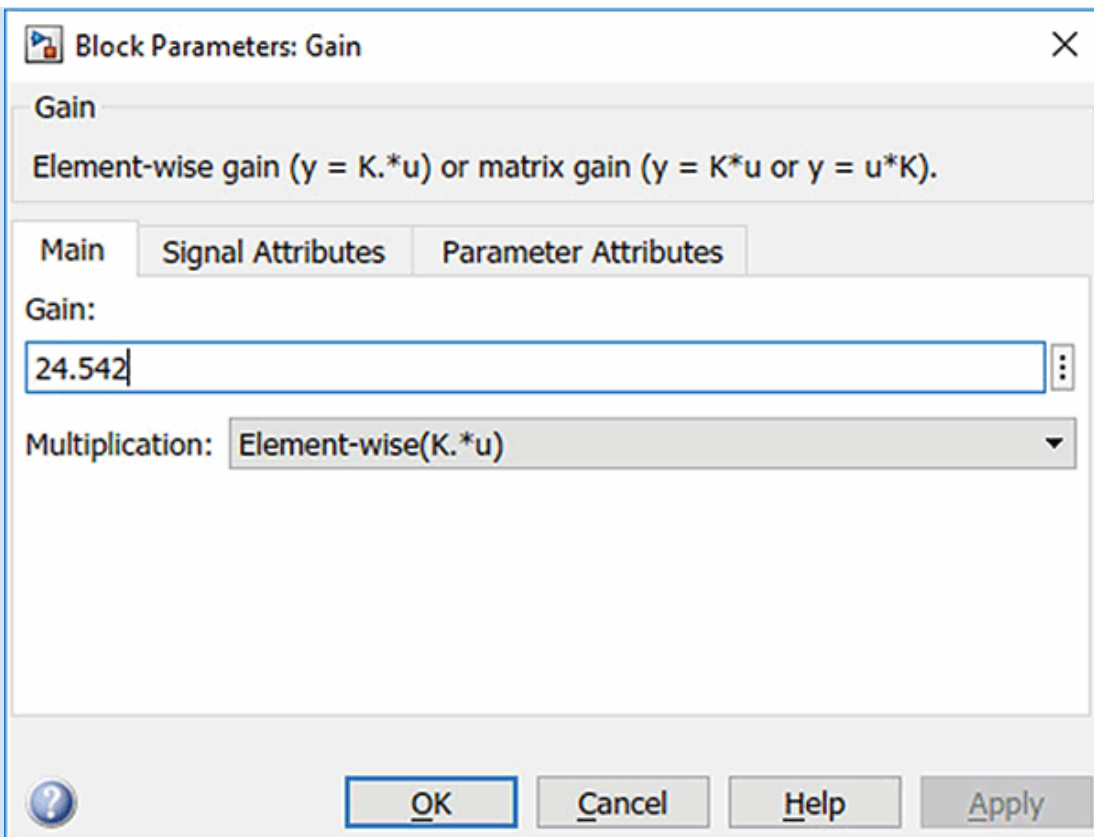 Block Parameters: Gain
Gain
Element-wise gain (y = K.*u) or matrix gain (y = K*u or y = u*K).
Main Signal Attributes Parameter Attributes
Gain:
24.542
Multiplication: Element-wise(K.*u)
OK Cancel Help Apply